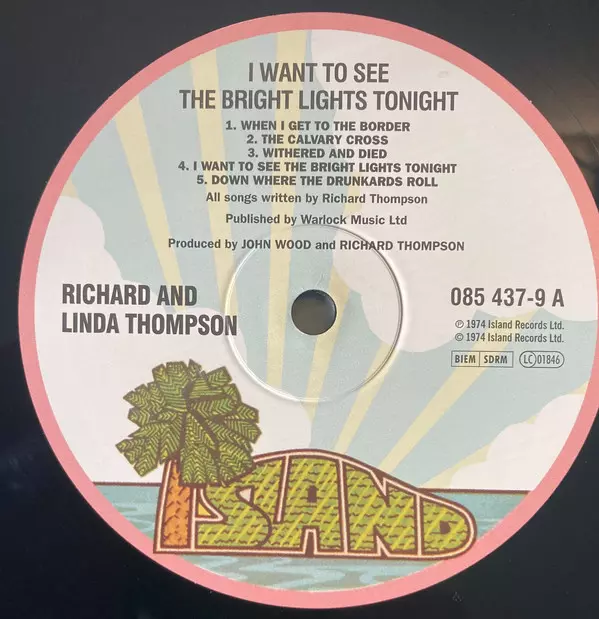 I WANT TO SEE
THE BRIGHT LIGHTS TONIGHT
1. WHEN I GET TO THE BORDER
2. THE CALVARY CROSS
3. WITHERED AND DIED
4. I WANT TO SEE THE BRIGHT LIGHTS TONIGHT
5. DOWN WHERE THE DRUNKARDS ROLL
All songs written by Richard Thompson
Published by Warlock Music Ltd
Produced by JOHN WOOD and RICHARD THOMPSON
RICHARD AND
LINDA THOMPSON
085 437-9 A
℗ 1974 Island Records Ltd.
© 1974 Island Records Ltd.
BIEM SDRM LC 01846
ISLAND